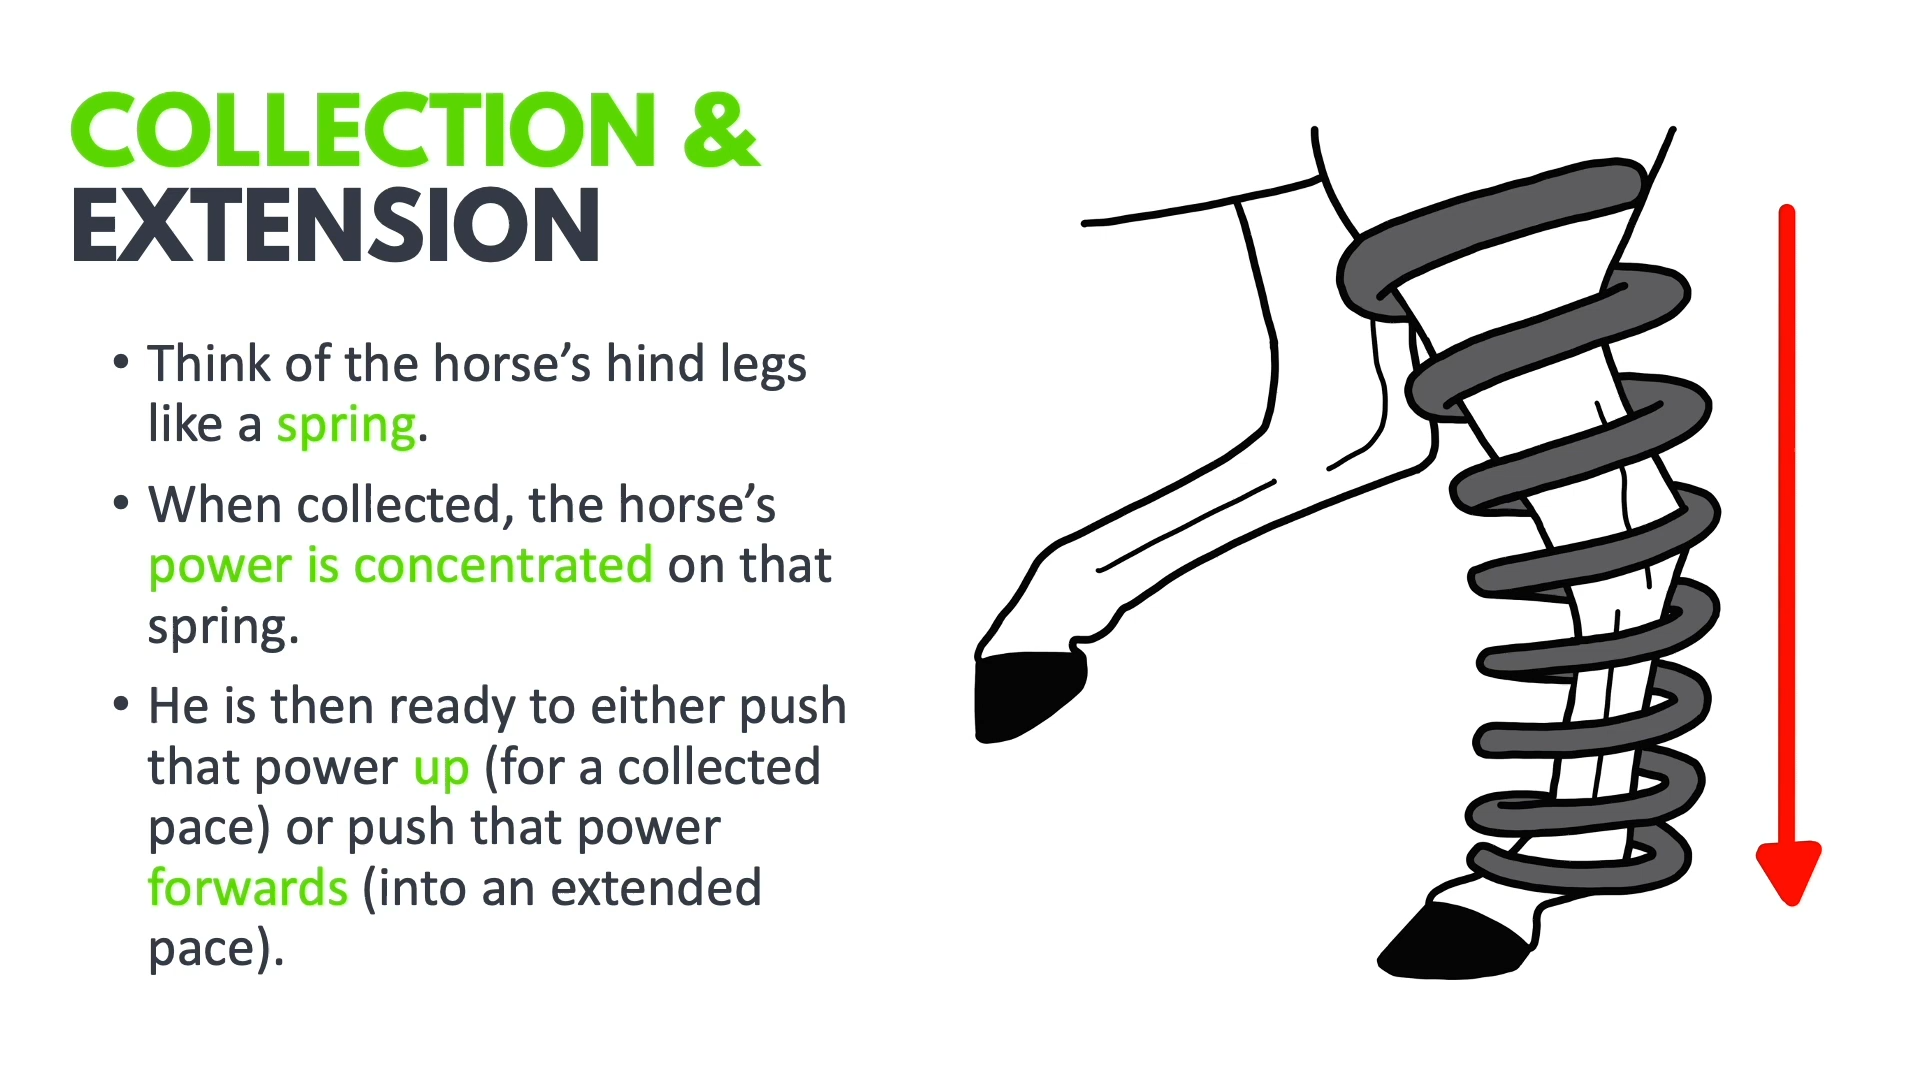 COLLECTION &
EXTENSION
• Think of the horse’s hind legs
like a spring.
• When collected, the horse’s
power is concentrated on that
spring.
• He is then ready to either push
that power up (for a collected
pace) or push that power
forwards (into an extended
pace).